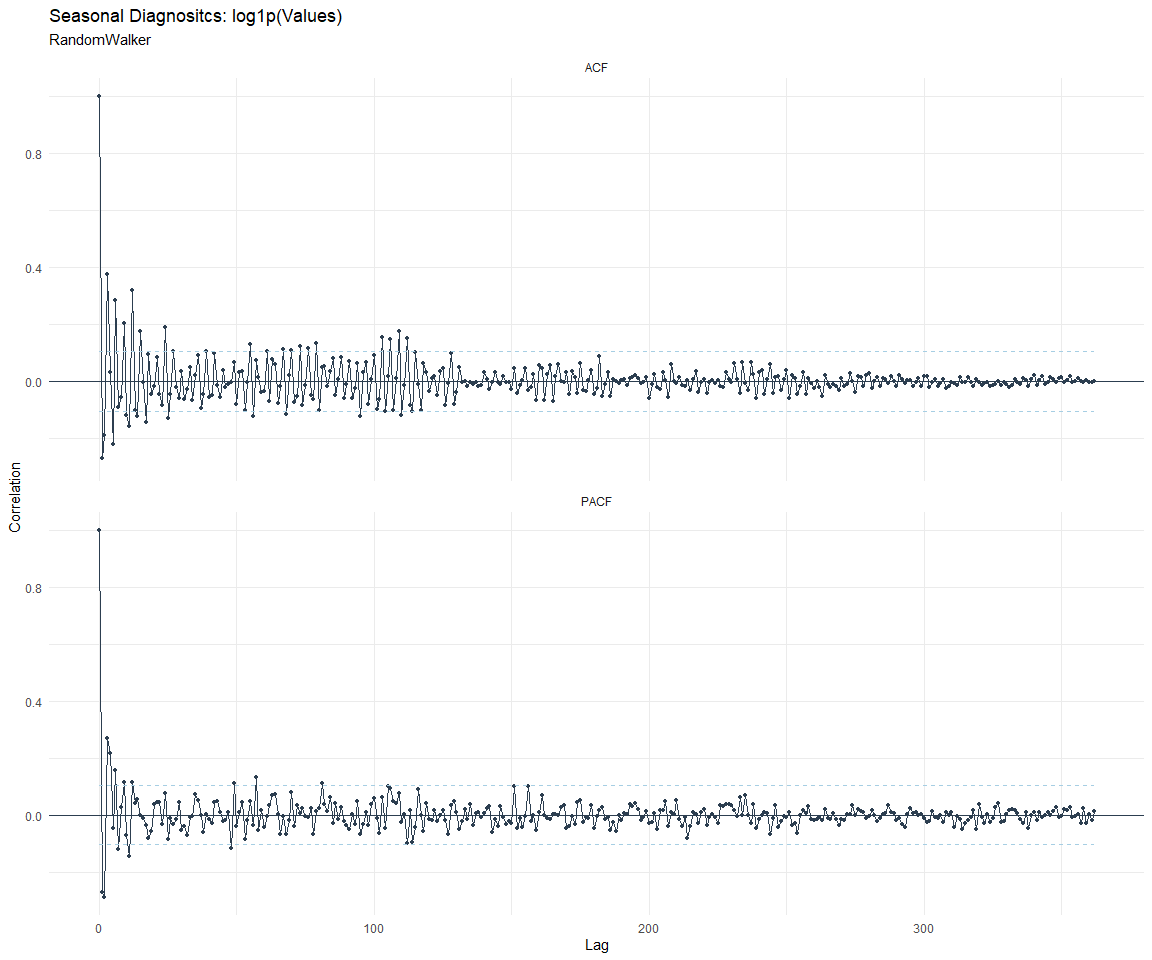 Seasonal Diagnositcs: log1p(Values)
RandomWalker
ACF
0.8
0.4
0.0
Correlation
PACF
0.8
0.4
0.0
0
100
200
300
Lag